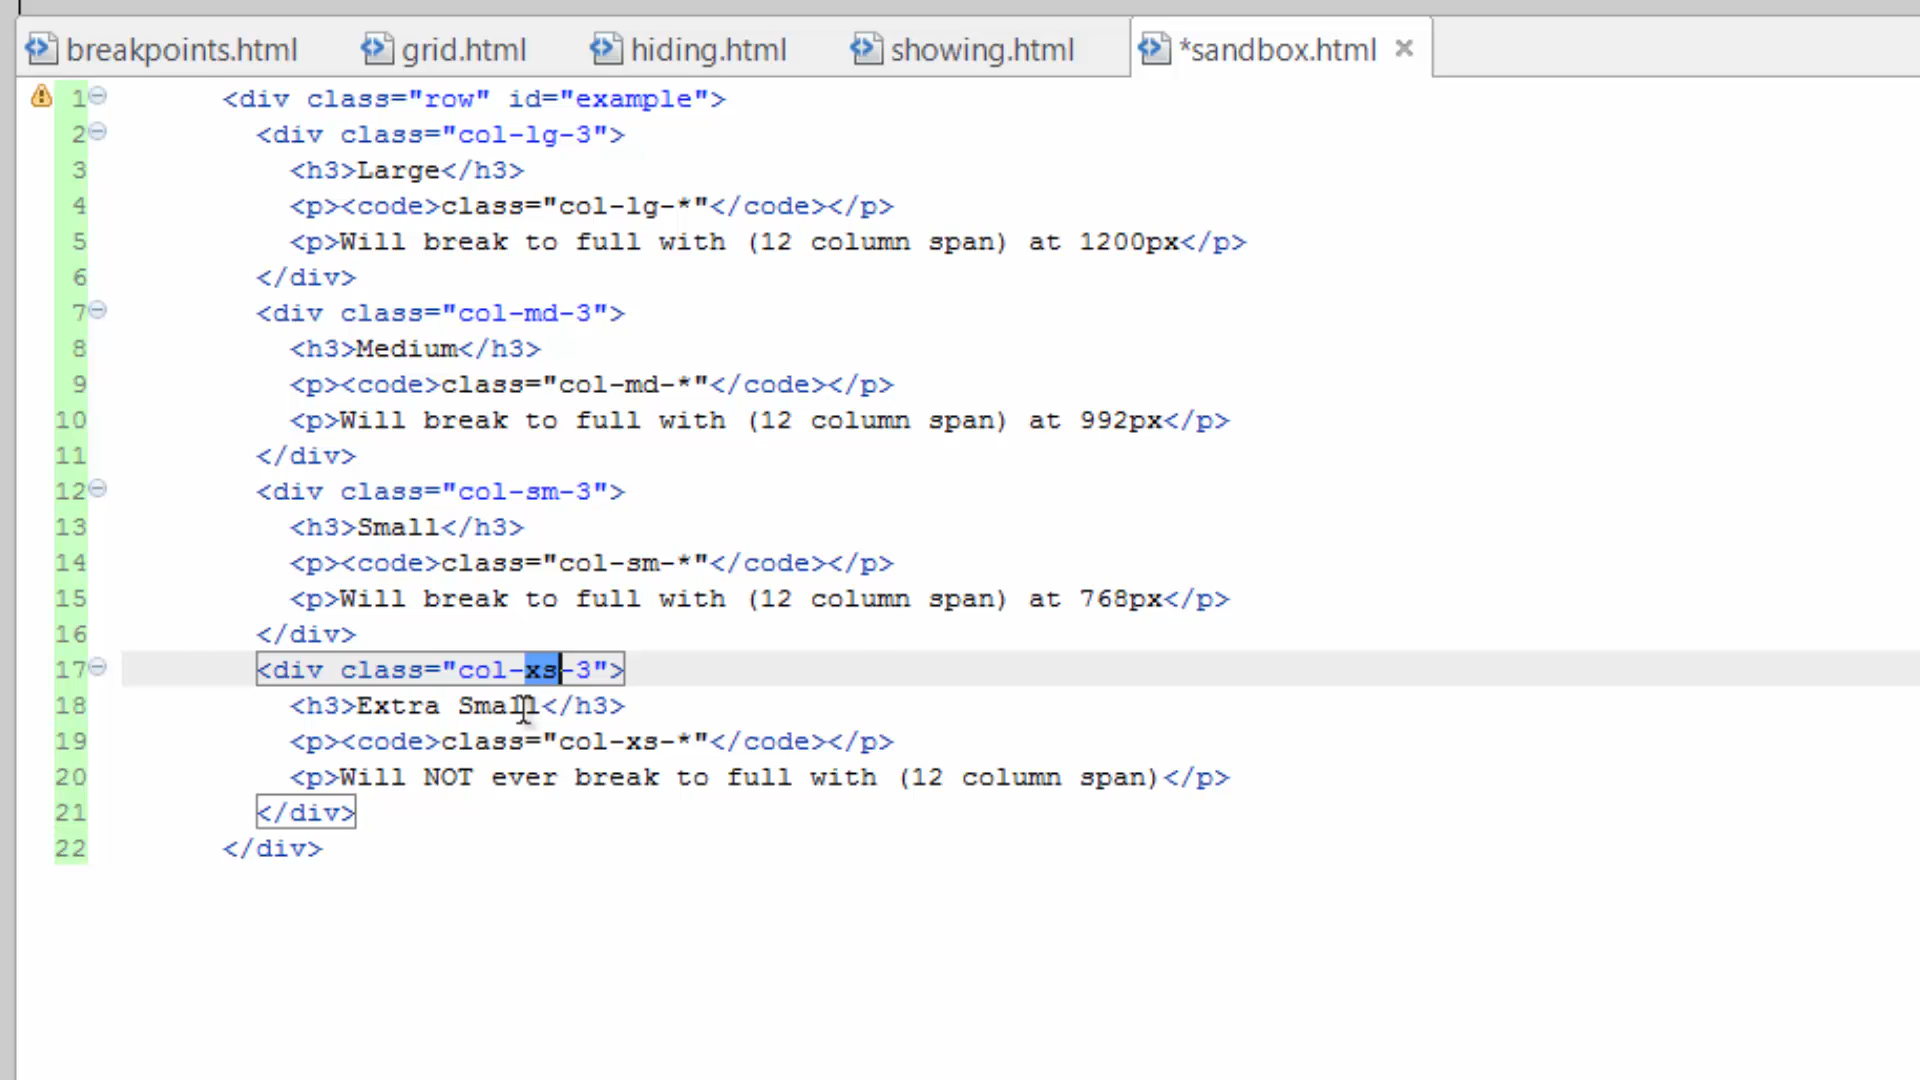 breakpoints.html grid.html hiding.html showing.html *sandbox.html
1 <div class="row" id="example">
2 <div class="col-lg-3">
3 <h3>Large</h3>
4 <p><code>class="col-lg-*"</code></p>
5 <p>Will break to full with (12 column span) at 1200px</p>
6 </div>
7 <div class="col-md-3">
8 <h3>Medium</h3>
9 <p><code>class="col-md-*"</code></p>
10 <p>Will break to full with (12 column span) at 992px</p>
11 </div>
12 <div class="col-sm-3">
13 <h3>Small</h3>
14 <p><code>class="col-sm-*"</code></p>
15 <p>Will break to full with (12 column span) at 768px</p>
16 </div>
17 <div class="col-xs-3">
18 <h3>Extra Small</h3>
19 <p><code>class="col-xs-*"</code></p>
20 <p>Will NOT ever break to full with (12 column span)</p>
21 </div>
22 </div>